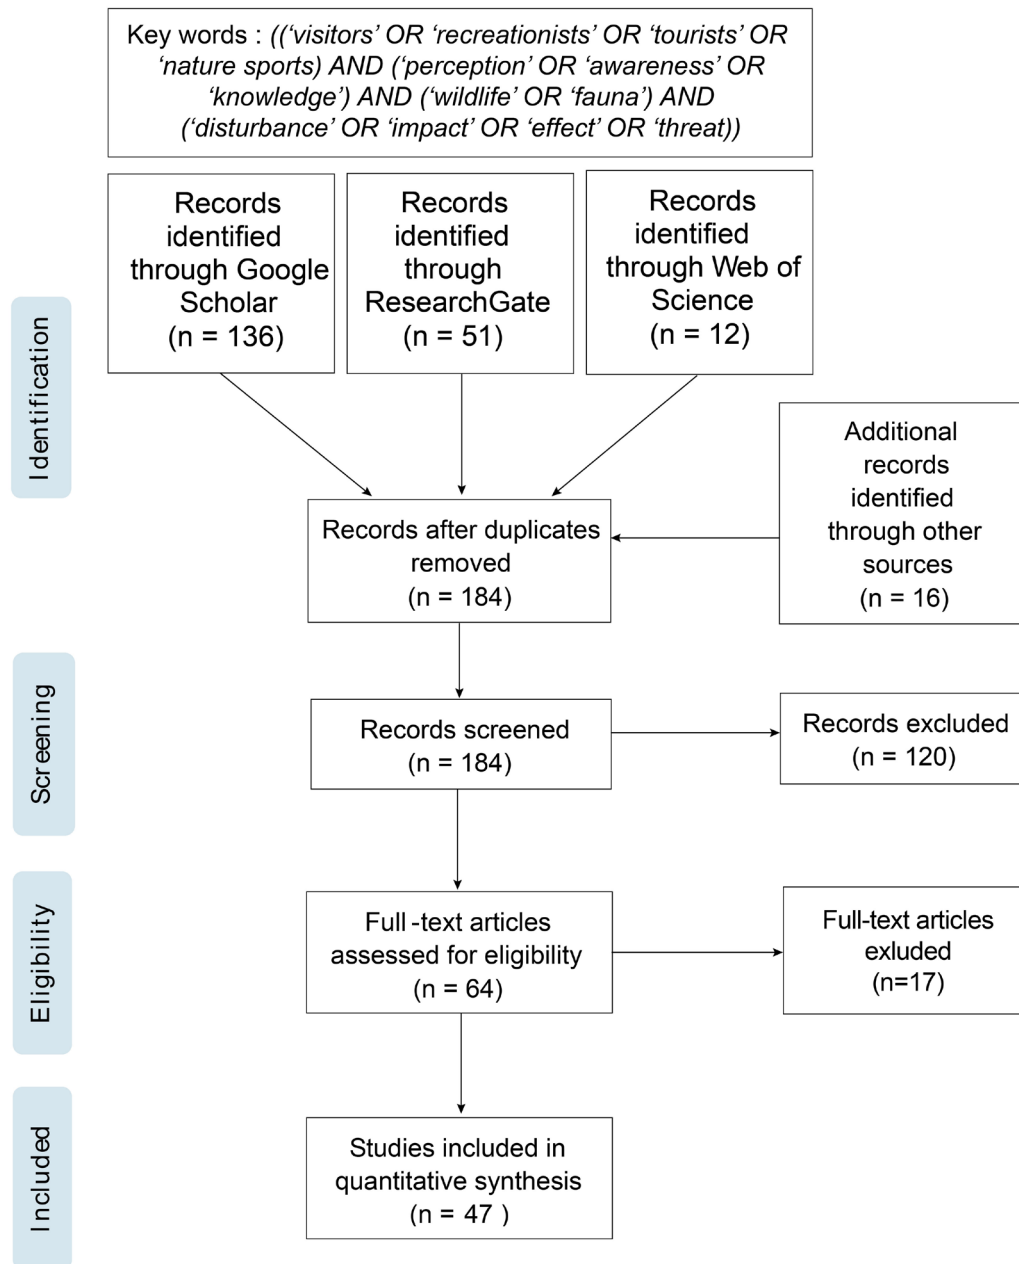 Key words : ((‘visitors’ OR ‘recreationists’ OR ‘tourists’ OR
‘nature sports) AND (‘perception’ OR ‘awareness’ OR
‘knowledge’) AND (‘wildlife’ OR ‘fauna’) AND
(‘disturbance’ OR ‘impact’ OR ‘effect’ OR ‘threat))
Records
identified
through Google
Scholar
(n = 136)
Records
identified
through
ResearchGate
(n = 51)
Records
identified
through Web of
Science
(n = 12)
Identification
Additional
records
identified
through other
sources
(n = 16)
Records after duplicates
removed
(n = 184)
Screening
Records screened
(n = 184)
Records excluded
(n = 120)
Eligibility
Full-text articles
assessed for eligibility
(n = 64)
Full-text articles
exluded
(n=17)
Included
Studies included in
quantitative synthesis
(n = 47 )